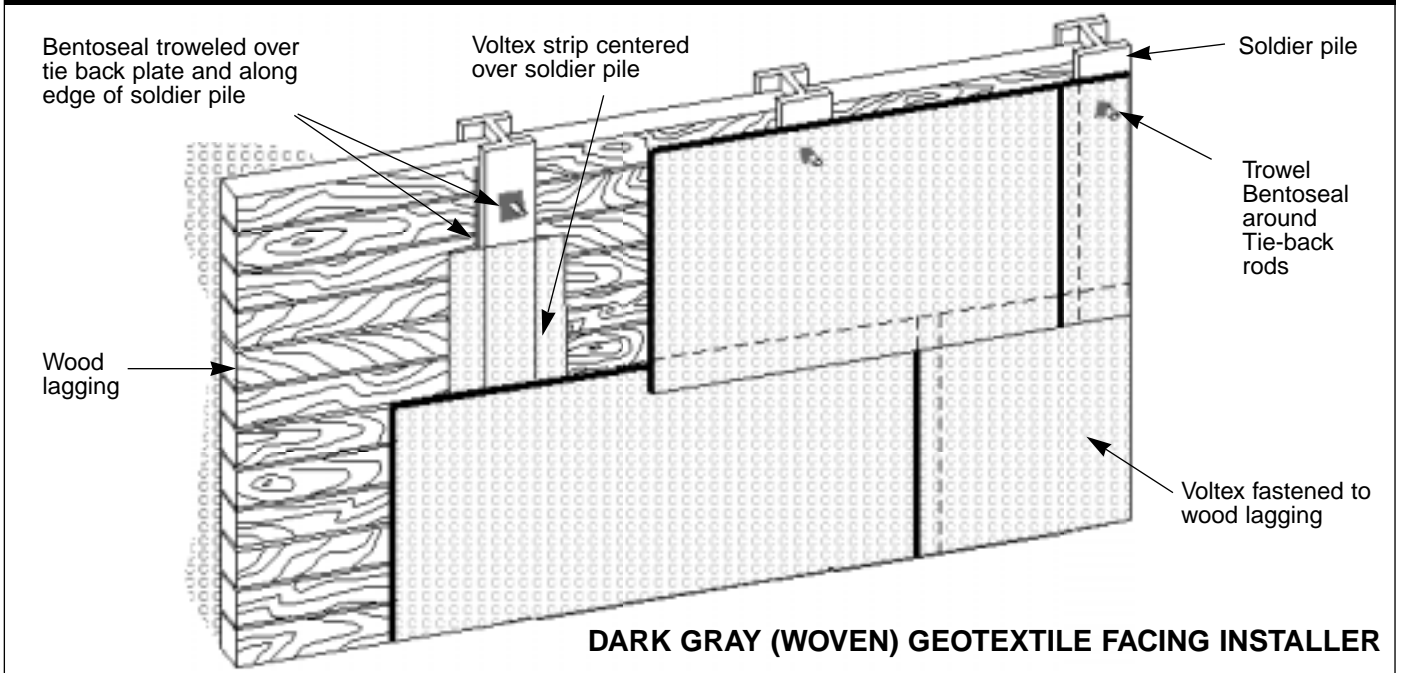 Bentoseal troweled over
tie back plate and along
edge of soldier pile
Voltex strip centered
over soldier pile
Soldier pile
Trowel
Bentoseal
around
Tie-back
rods
Wood
lagging
Voltex fastened to
wood lagging
DARK GRAY (WOVEN) GEOTEXTILE FACING INSTALLER